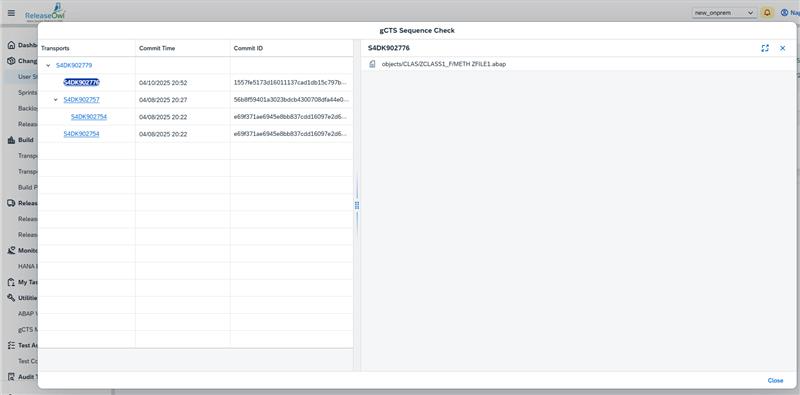 ReleaseOwl
new_onprem
gCTS Sequence Check
Transports Commit Time Commit ID
S4DK902779
S4DK902776 04/10/2025 20:52 1557fe5173d16011137cad1db15c797b...
S4DK902757 04/08/2025 20:27 56b8f59401a3023bdcb4300708dfa44e0...
S4DK902754 04/08/2025 20:22 e69f371ae6945e8bb837cdd16097e2d6...
S4DK902754 04/08/2025 20:22 e69f371ae6945e8bb837cdd16097e2d6...
S4DK902776
objects/CLAS/ZCLASS1_F/METH ZFILE1.abap
Close
Dashb
Chang
User St
Sprints
Backlo
Releas
Build
Transp
Transp
Build P
Releas
Releas
Releas
Monito
HANA
My Tas
Utilitie
ABAP
gCTS M
Test Au
Test Co
Audit T